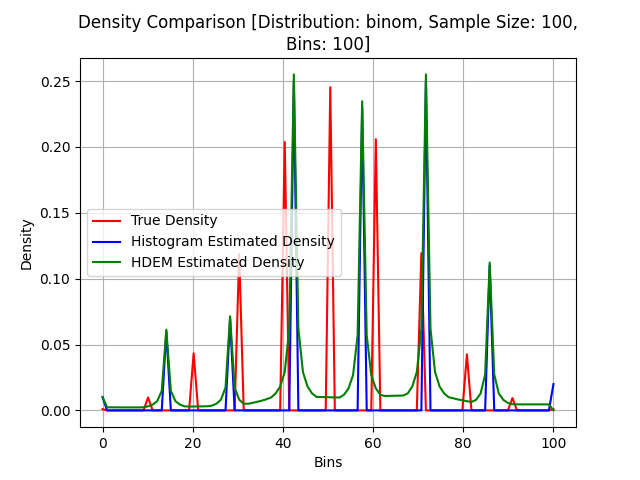 Density Comparison [Distribution: binom, Sample Size: 100,
Bins: 100]
Density
0.25
0.20
0.15
0.10
0.05
0.00
True Density
Histogram Estimated Density
HDEM Estimated Density
0 20 40 60 80 100
Bins